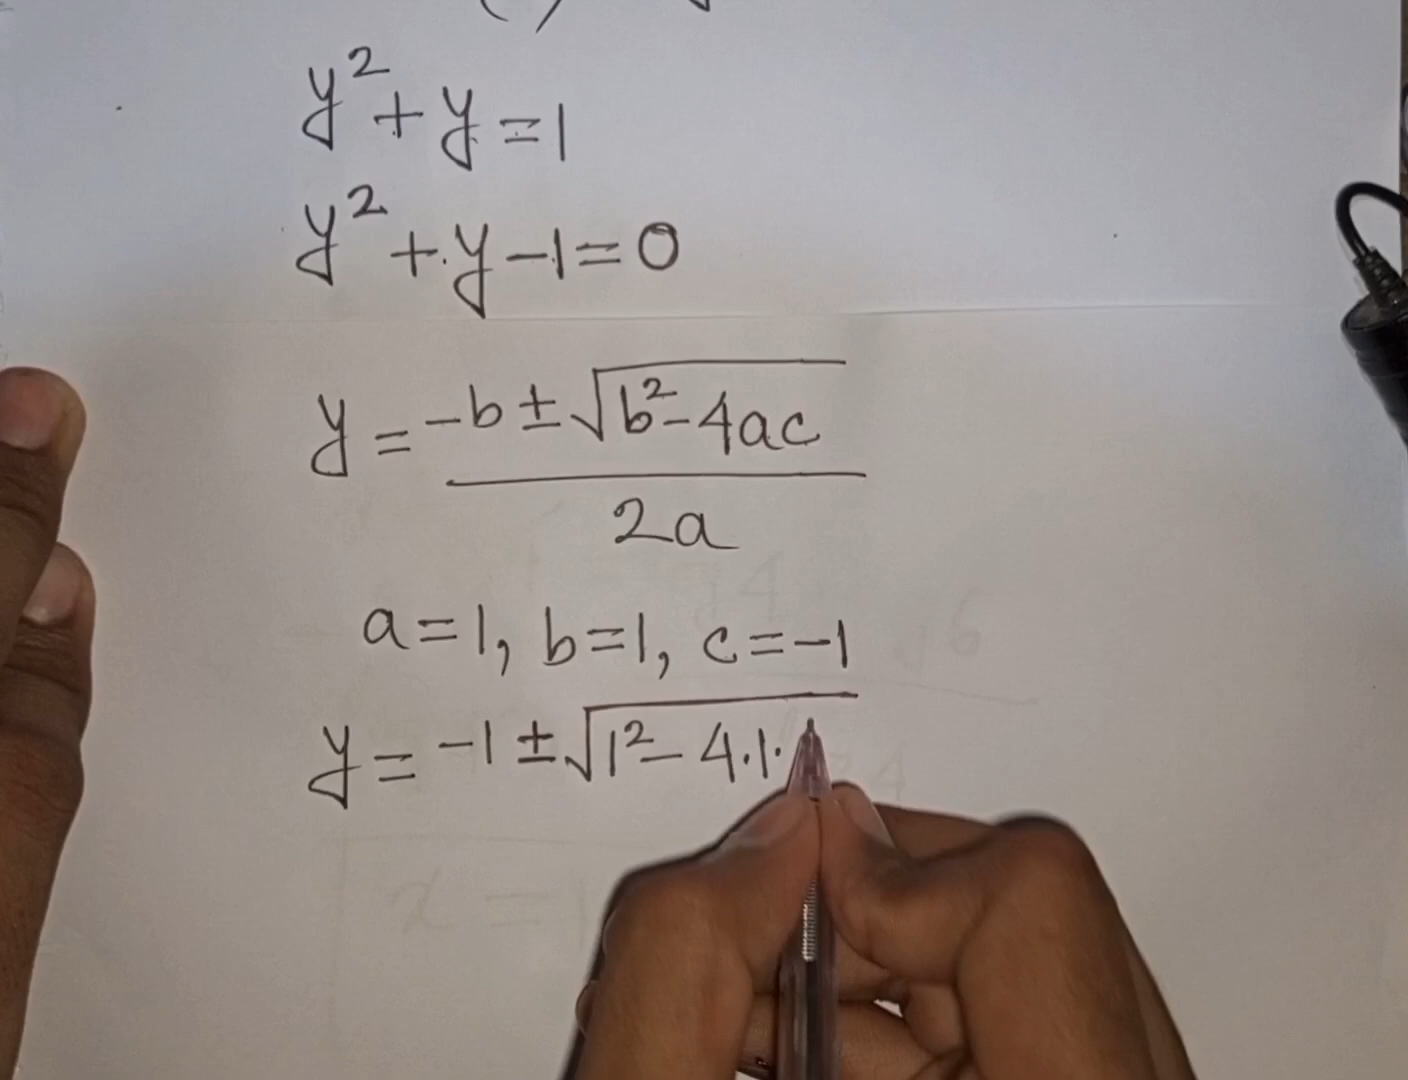 y² + y = 1
y² + y - 1 = 0
y = -b ± √(b² - 4ac) / 2a
a = 1, b = 1, c = -1
y = -1 ± √(1² - 4.1.
x =